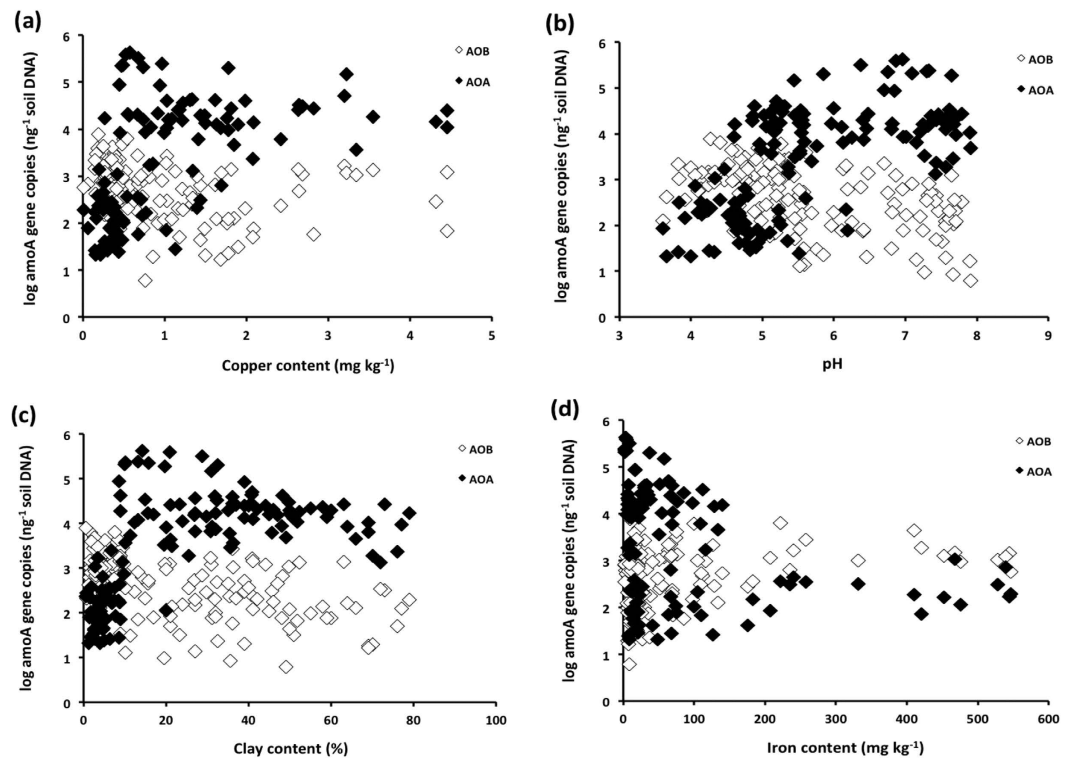 (a)
log amoA gene copies (ng⁻¹ soil DNA)
6
5
4
3
2
1
0
0 1 2 3 4 5
Copper content (mg kg⁻¹)
AOB
AOA
(b)
log amoA gene copies (ng⁻¹ soil DNA)
6
5
4
3
2
1
0
3 4 5 6 7 8 9
pH
AOB
AOA
(c)
log amoA gene copies (ng⁻¹ soil DNA)
6
5
4
3
2
1
0
0 20 40 60 80 100
Clay content (%)
AOB
AOA
(d)
log amoA gene copies (ng⁻¹ soil DNA)
6
5
4
3
2
1
0
0 100 200 300 400 500 600
Iron content (mg kg⁻¹)
AOB
AOA